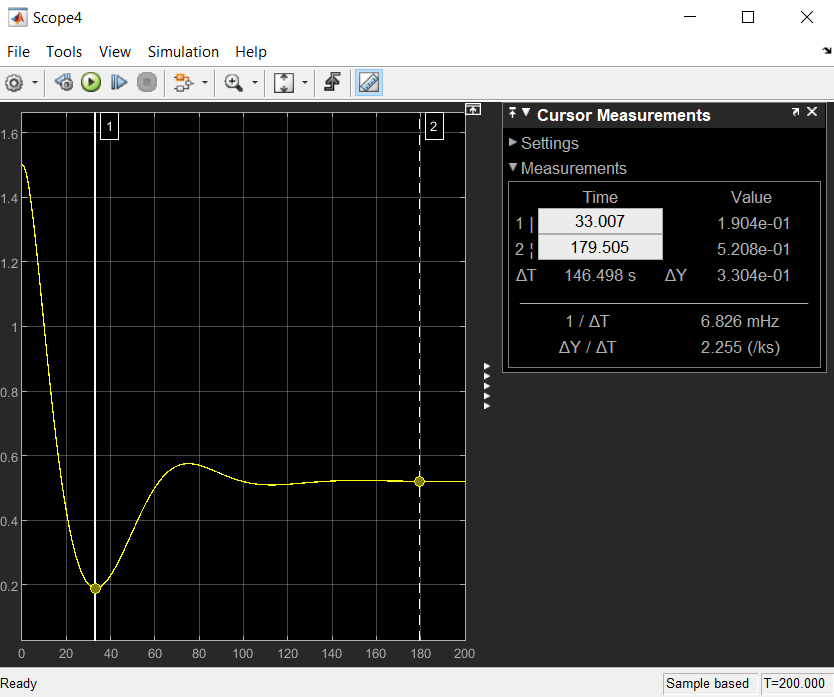 Scope4
File Tools View Simulation Help
1 2
1.6
1.4
1.2
1
0.8
0.6
0.4
0.2
0 20 40 60 80 100 120 140 160 180 200
Cursor Measurements
Settings
Measurements
Time Value
1 | 33.007 1.904e-01
2 ¦ 179.505 5.208e-01
ΔT 146.498 s ΔY 3.304e-01
1 / ΔT 6.826 mHz
ΔY / ΔT 2.255 (/ks)
Ready Sample based T=200.000